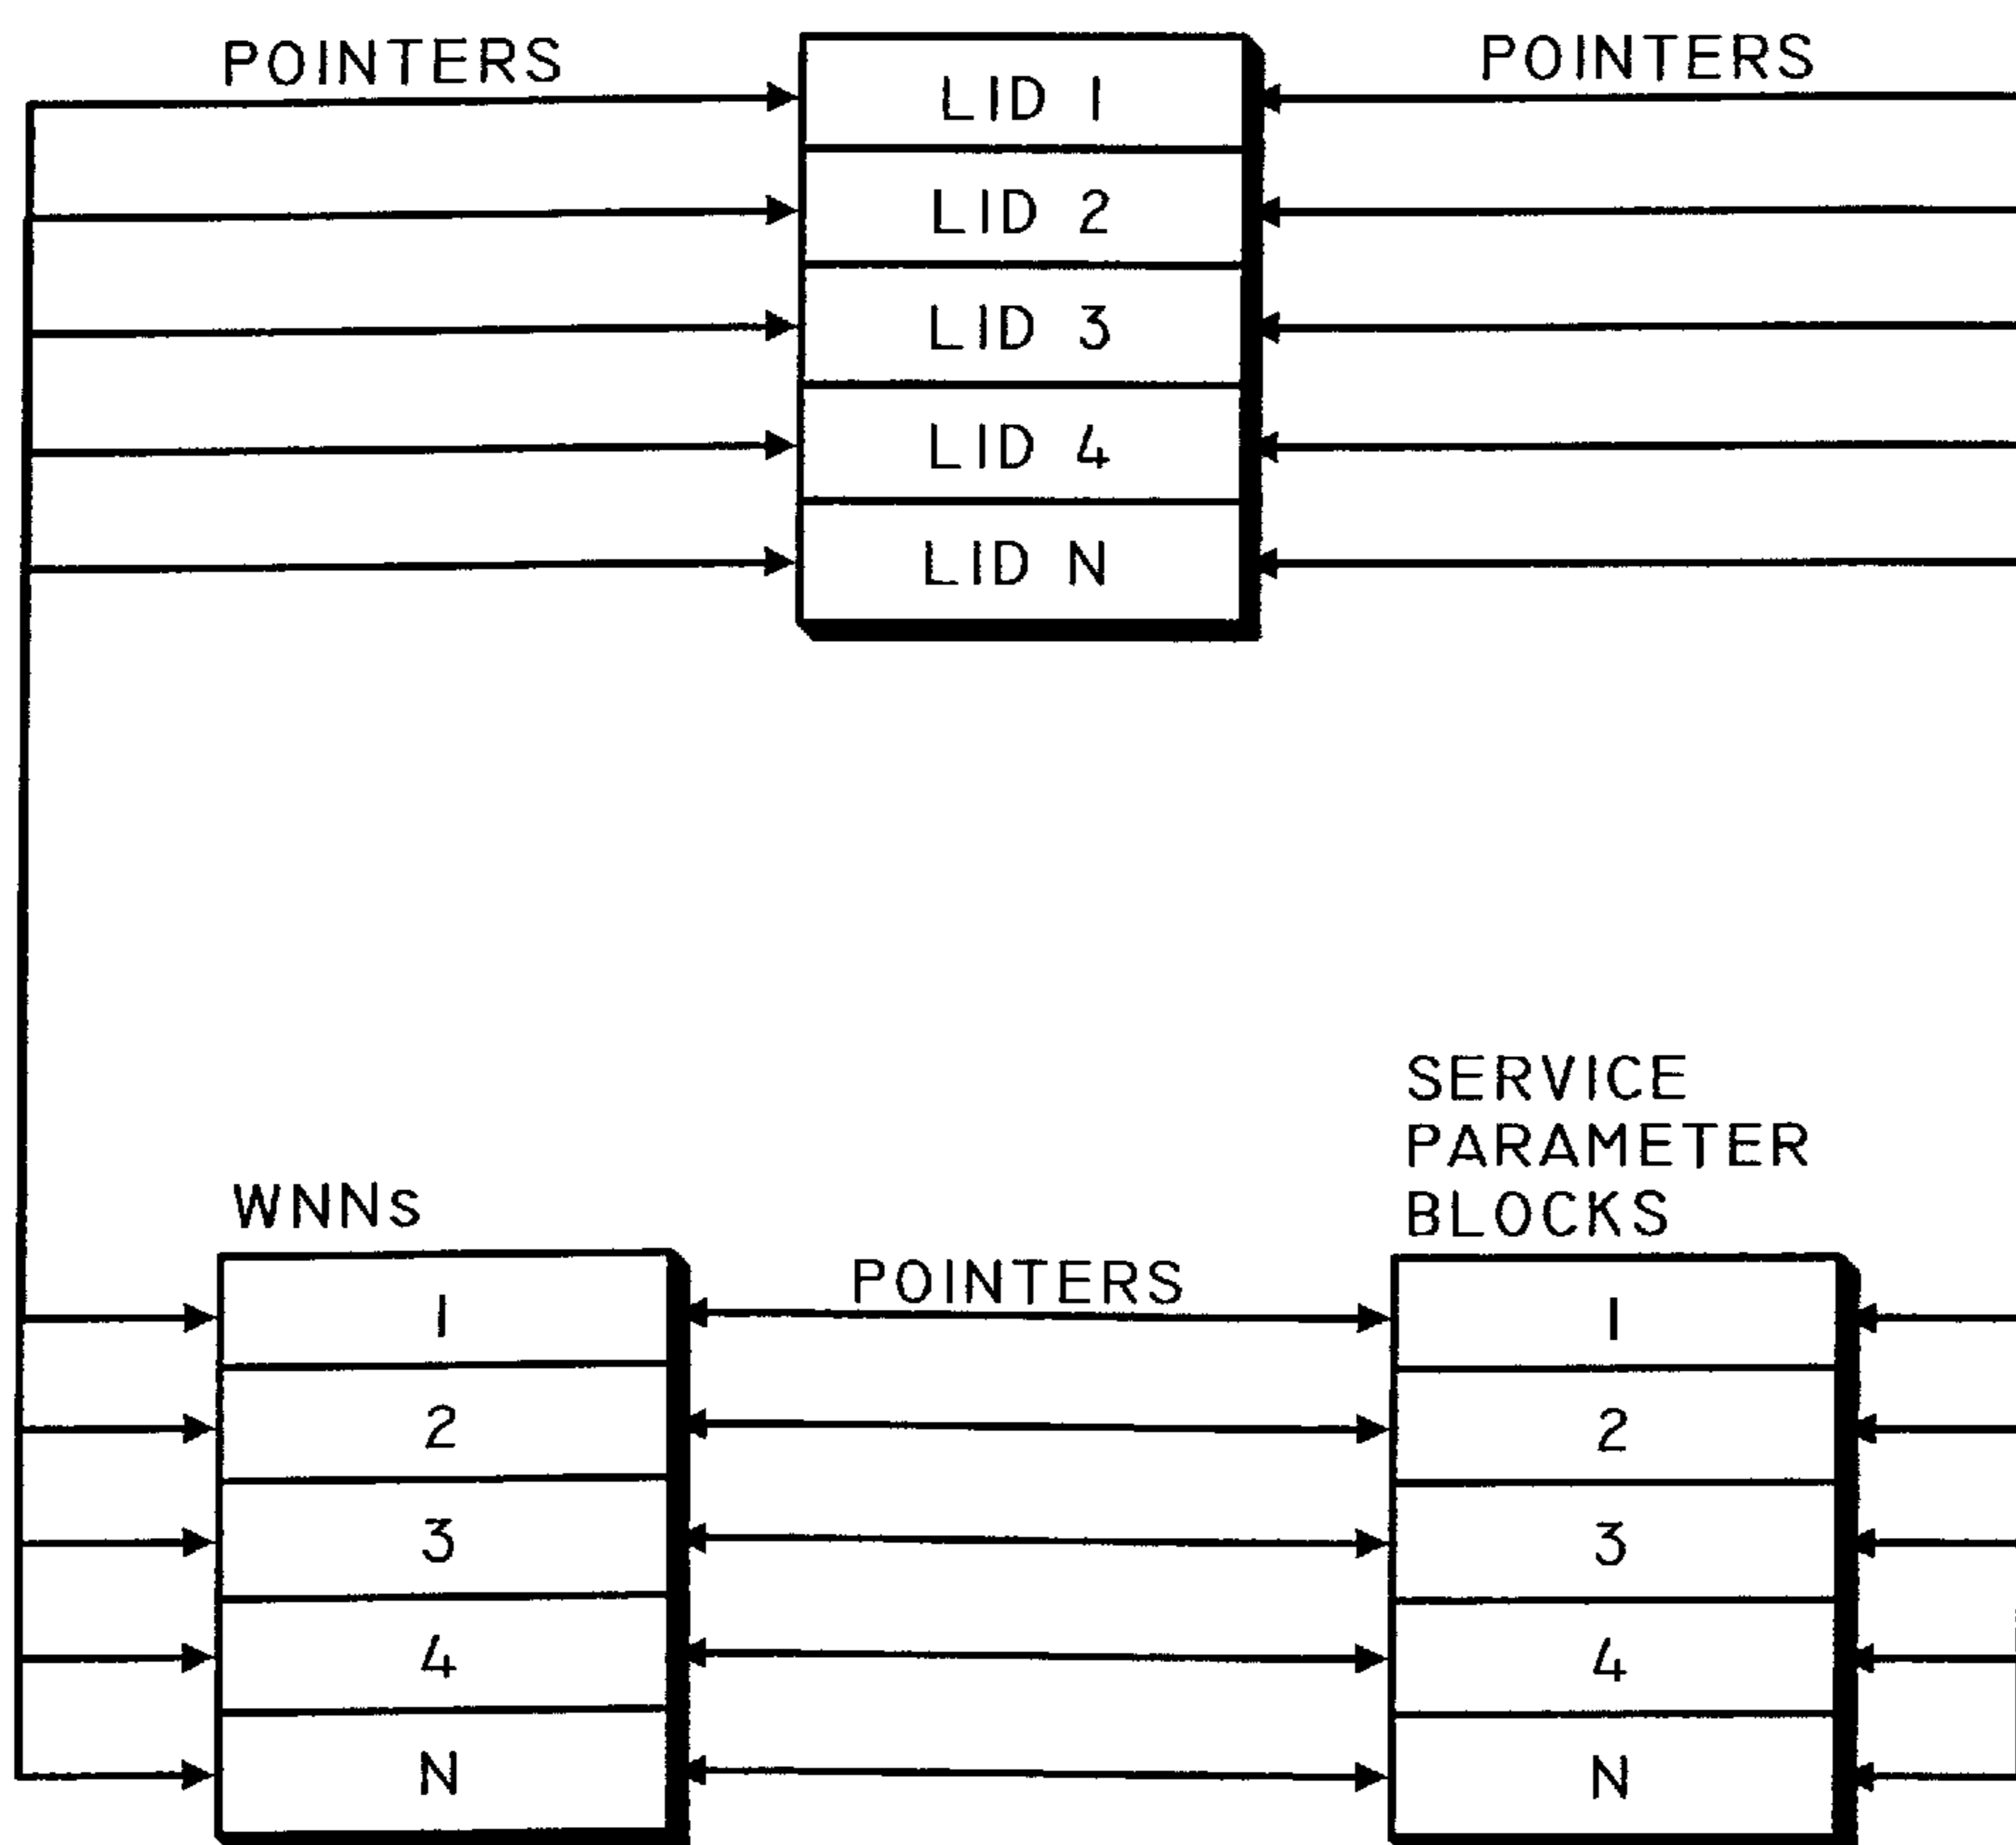 POINTERS
POINTERS
LID 1
LID 2
LID 3
LID 4
LID N
SERVICE
PARAMETER
BLOCKS
WNNs
POINTERS
1
2
3
4
N
1
2
3
4
N